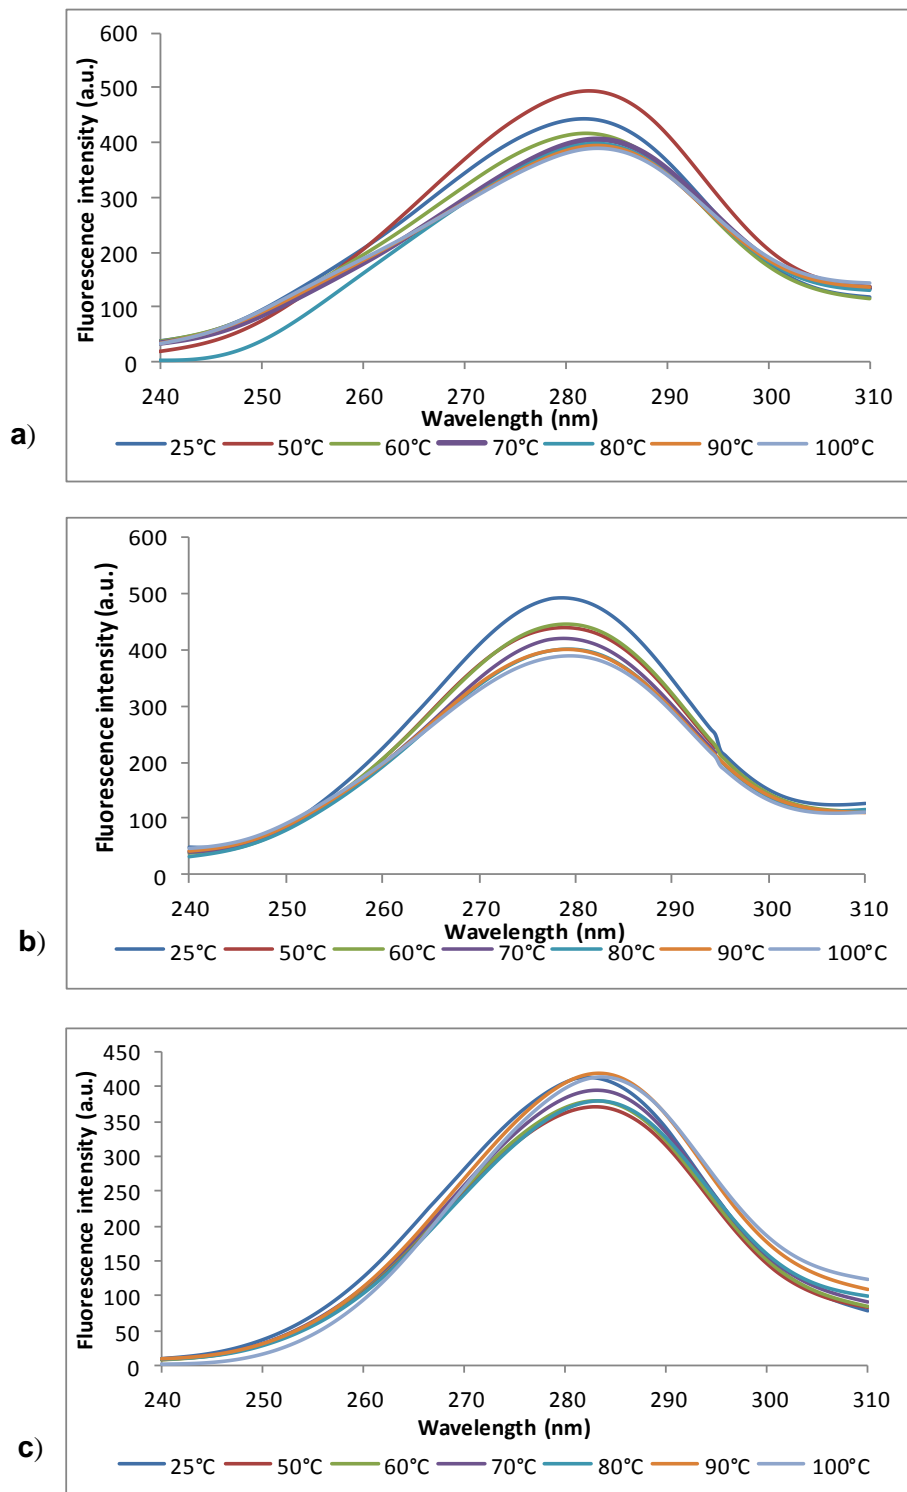 600
500
400
300
200
100
0
Fluorescence intensity (a.u.)
240 250 260 270 280 290 300 310
Wavelength (nm)
a)
25°C 50°C 60°C 70°C 80°C 90°C 100°C
600
500
400
300
200
100
0
Fluorescence intensity (a.u.)
240 250 260 270 280 290 300 310
Wavelength (nm)
b)
25°C 50°C 60°C 70°C 80°C 90°C 100°C
450
400
350
300
250
200
150
100
50
0
Fluorescence intensity (a.u.)
240 250 260 270 280 290 300 310
Wavelength (nm)
c)
25°C 50°C 60°C 70°C 80°C 90°C 100°C